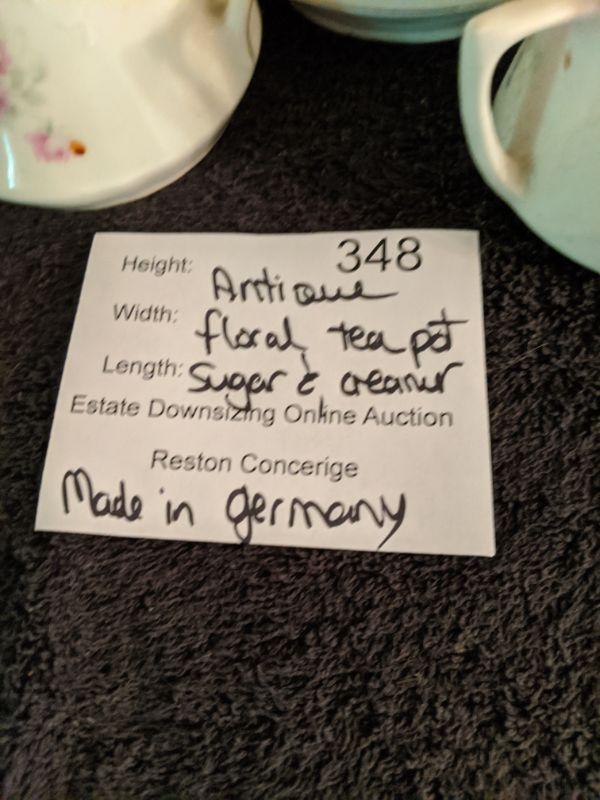 348
Height:
Antique
Width:
floral, tea pot
Length: Sugar & creamer
Estate Downsizing Online Auction
Reston Concerige
Made in germany